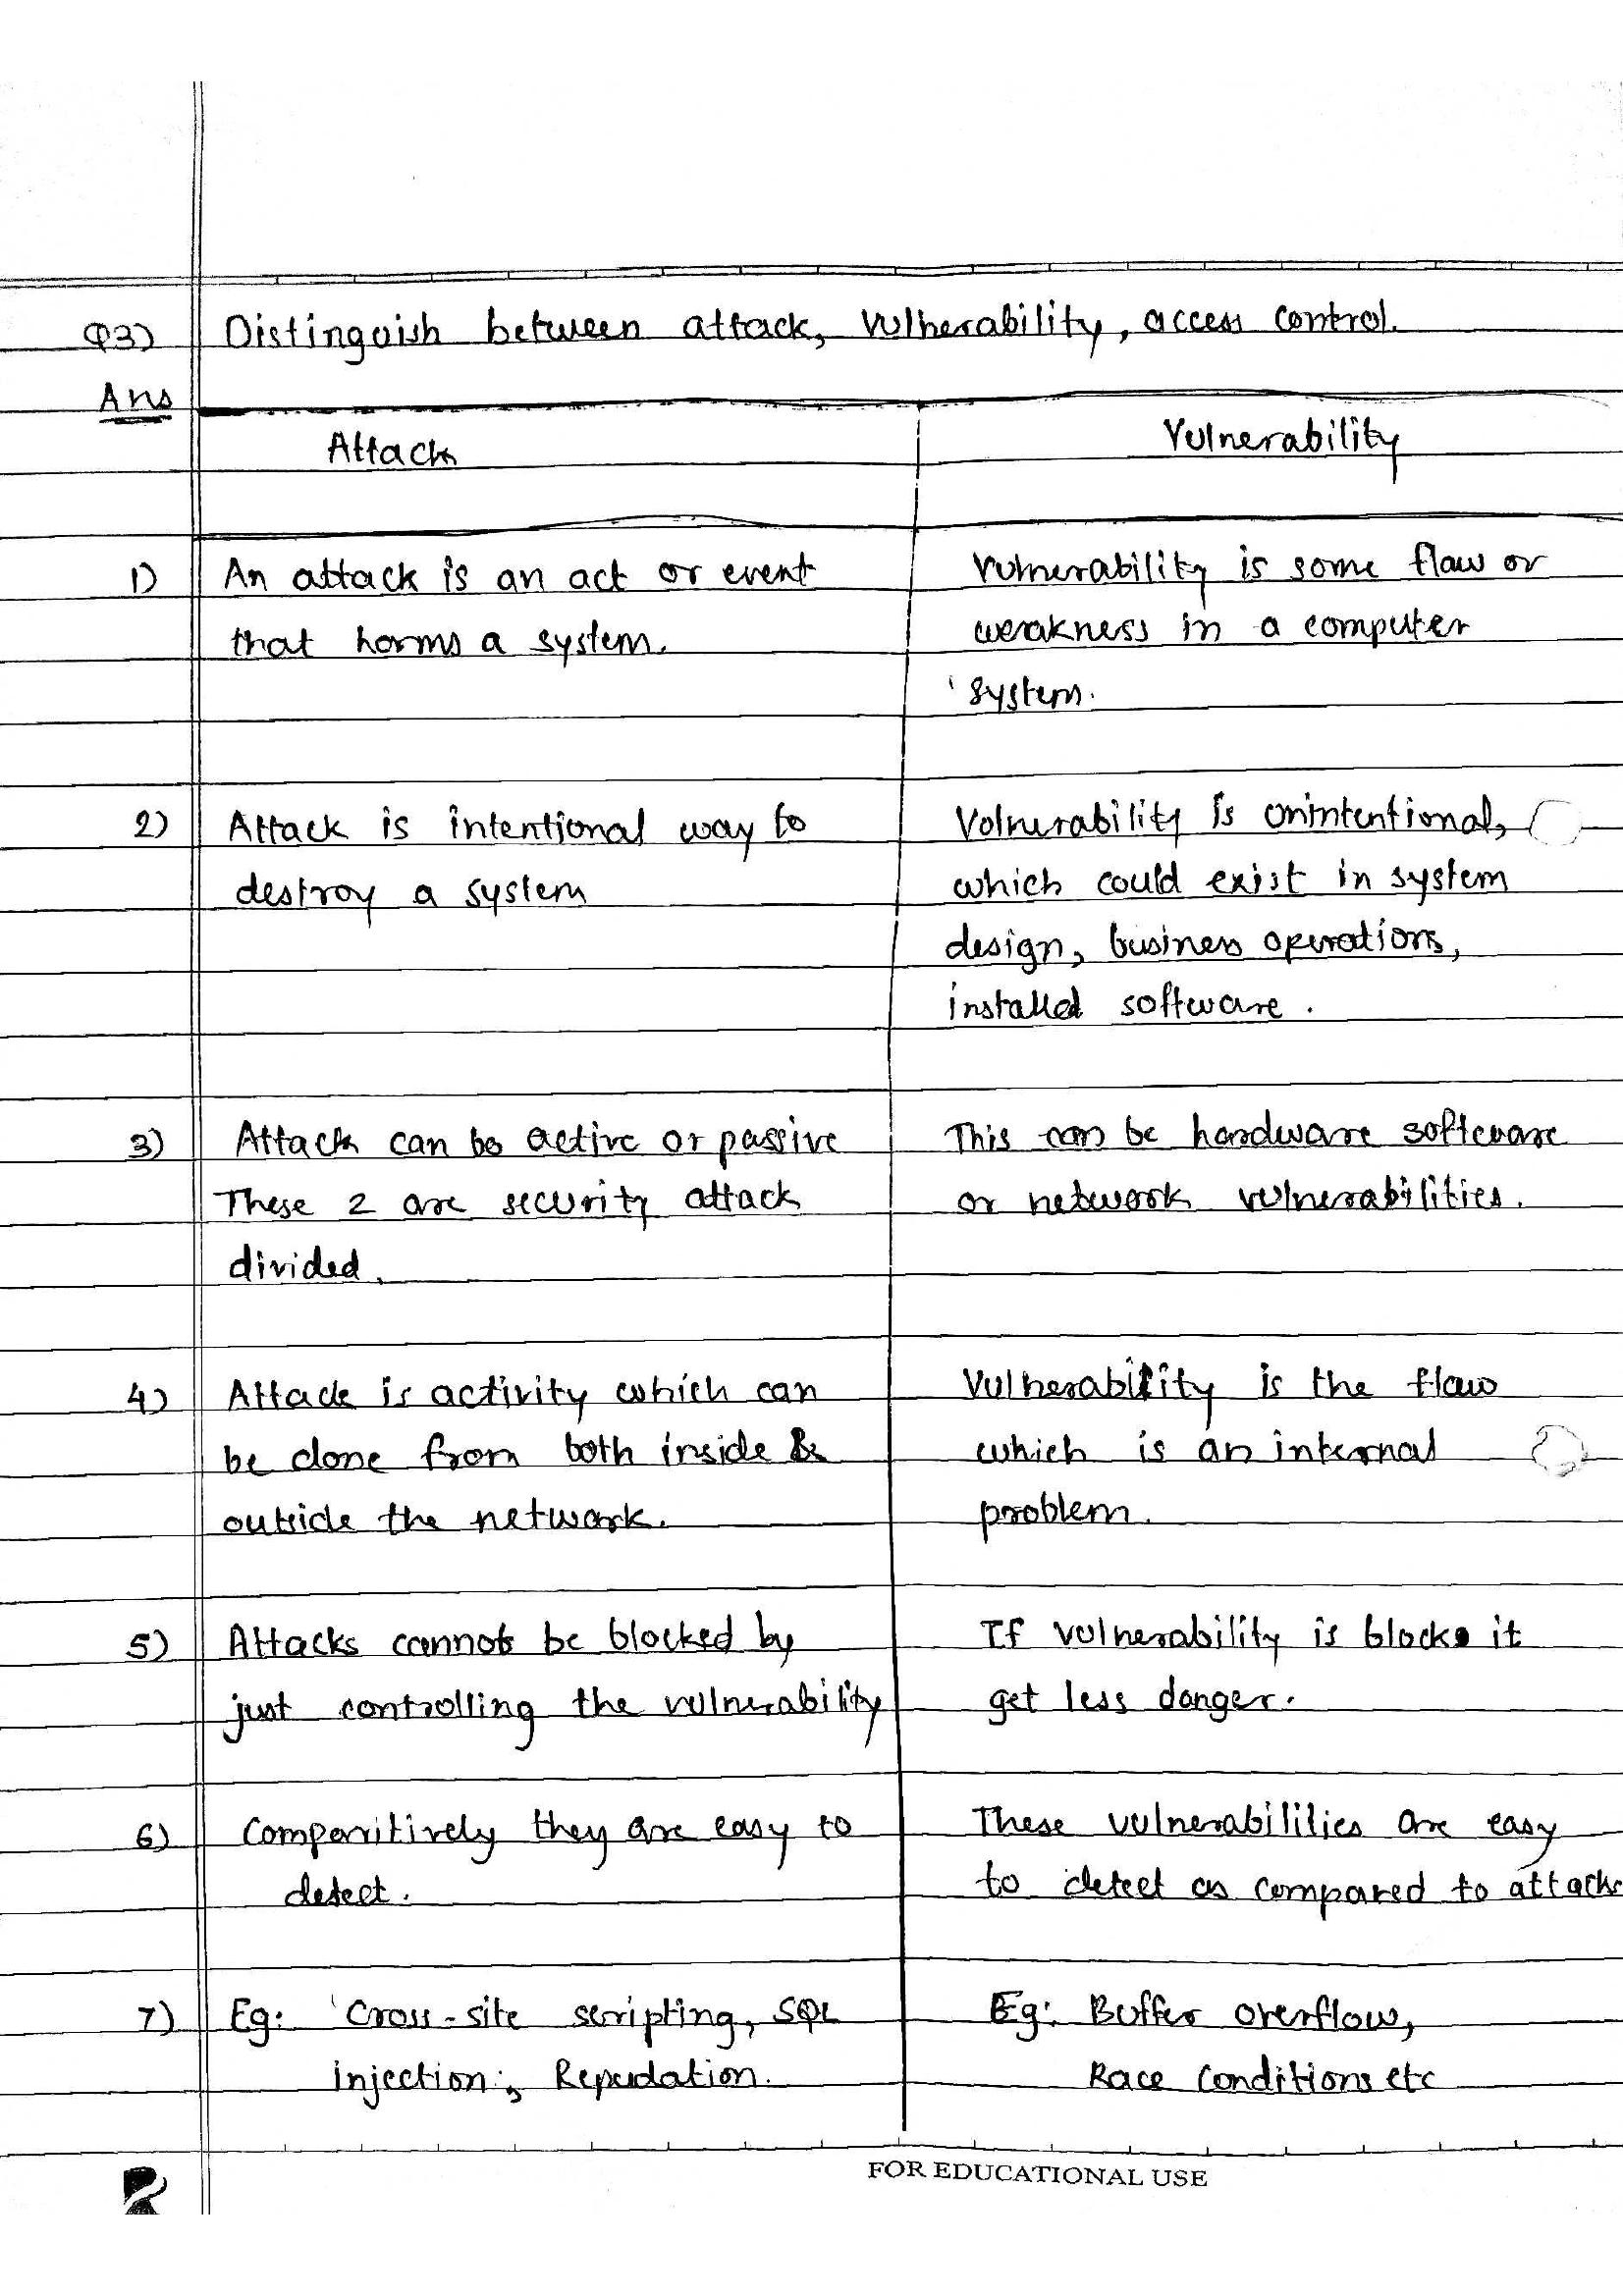 Q3) Distinguish between attack, vulnerability, access control.
Ans
Attack
Vulnerability
1) An attack is an act or event
that harms a system.
Vulnerability is some flaw or
weakness in a computer
system.
2) Attack is intentional way to
destroy a system
Vulnerability is unintentional,
which could exist in system
design, business operations,
installed software.
3) Attack can be active or passive
These 2 are security attack
divided.
This can be hardware software
or network vulnerabilities.
4) Attack is activity which can
be done from both inside &
outside the network.
Vulnerability is the flaw
which is an internal
problem.
5) Attacks cannot be blocked by
just controlling the vulnerability
If vulnerability is blocks it
get less danger.
6) Comparitively they are easy to
detect.
These vulnerabililies are easy
to detect as compared to attacks
7) Eg: Cross-site scripting, SQL
injection, Repudation.
Eg: Buffer overflow,
Race Conditions etc
FOR EDUCATIONAL USE